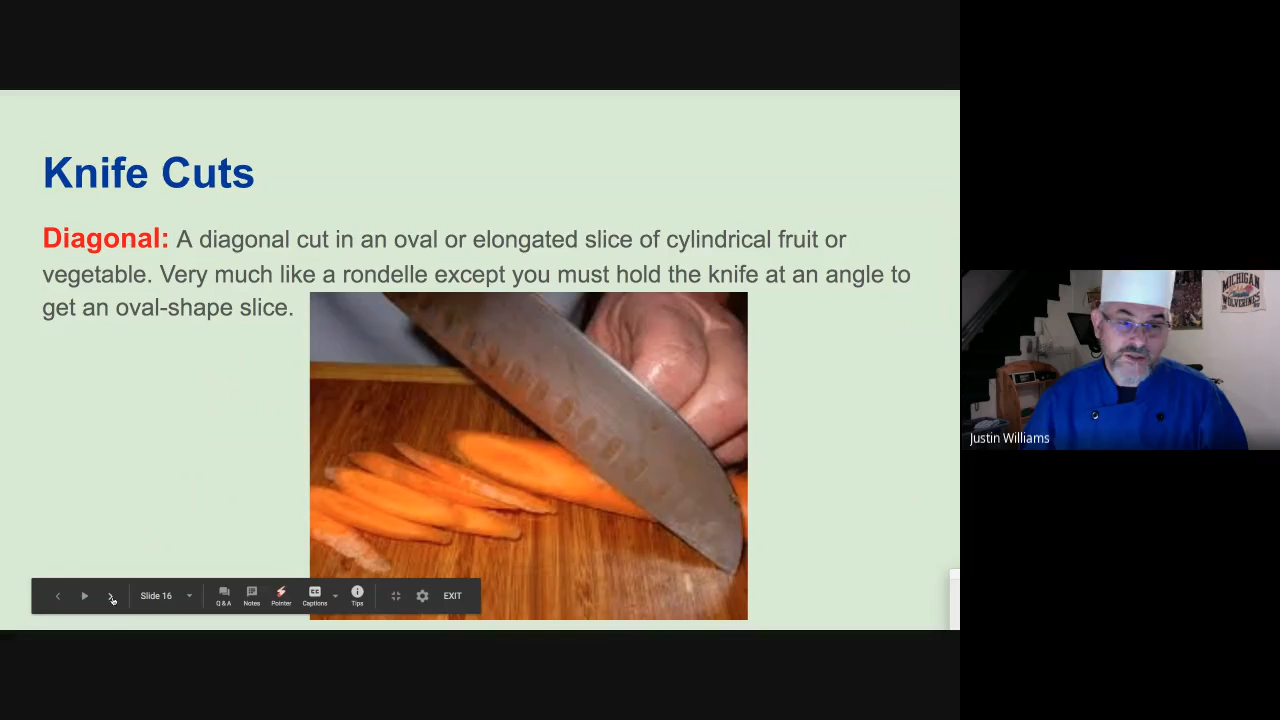 Knife Cuts
Diagonal: A diagonal cut in an oval or elongated slice of cylindrical fruit or
vegetable. Very much like a rondelle except you must hold the knife at an angle to
get an oval-shape slice.
Slide 16
Q & A
Notes
Pointer
CC
Captions
Tips
EXIT
MICHIGAN
WOLVERINES
Justin Williams